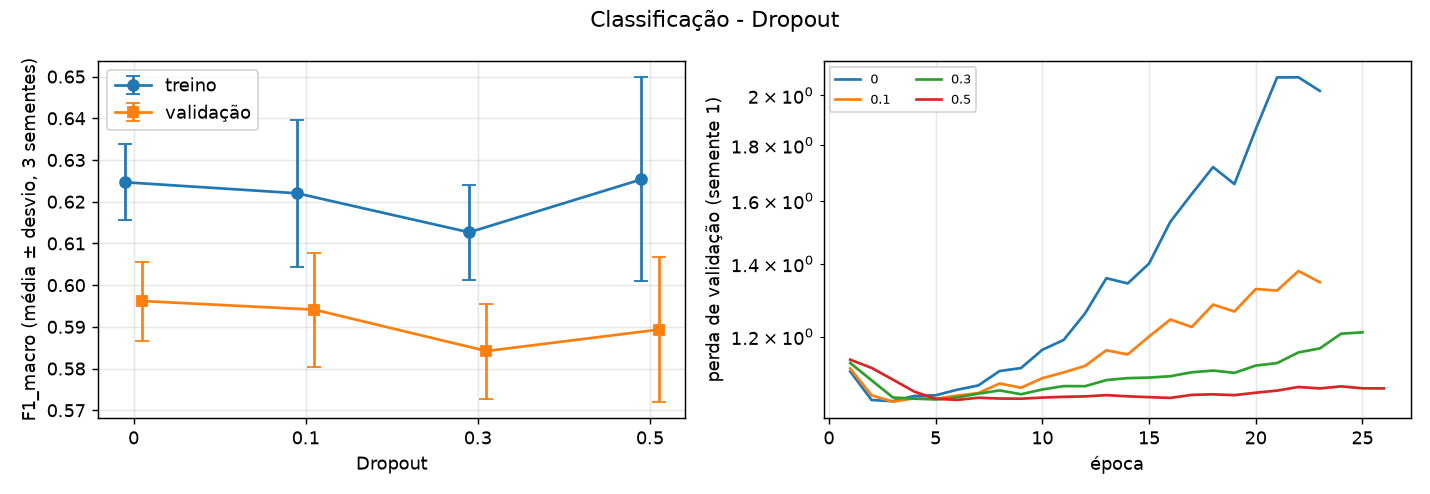 Classificação - Dropout
F1_macro (média ± desvio, 3 sementes)
0.65
0.64
0.63
0.62
0.61
0.60
0.59
0.58
0.57
treino
validação
0
0.1
0.3
0.5
Dropout
perda de validação (semente 1)
2 × 10⁰
1.8 × 10⁰
1.6 × 10⁰
1.4 × 10⁰
1.2 × 10⁰
0
0.1
0.3
0.5
0
5
10
15
20
25
época